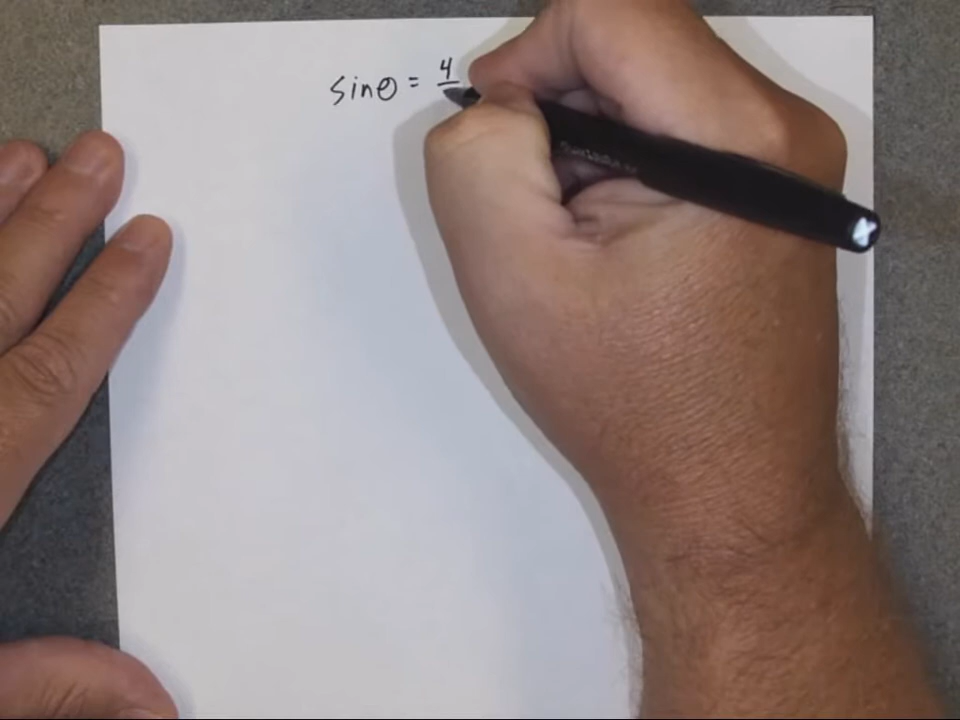 sinθ = 4/